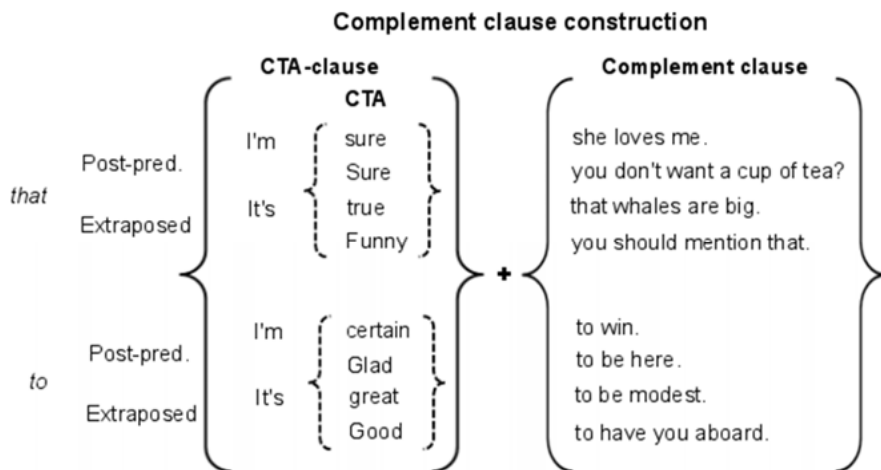 Complement clause construction
CTA-clause Complement clause
CTA
I'm sure she loves me.
Post-pred. Sure you don't want a cup of tea?
that
It's true that whales are big.
Extraposed Funny you should mention that.
+
I'm certain to win.
Post-pred. Glad to be here.
to
It's great to be modest.
Extraposed Good to have you aboard.